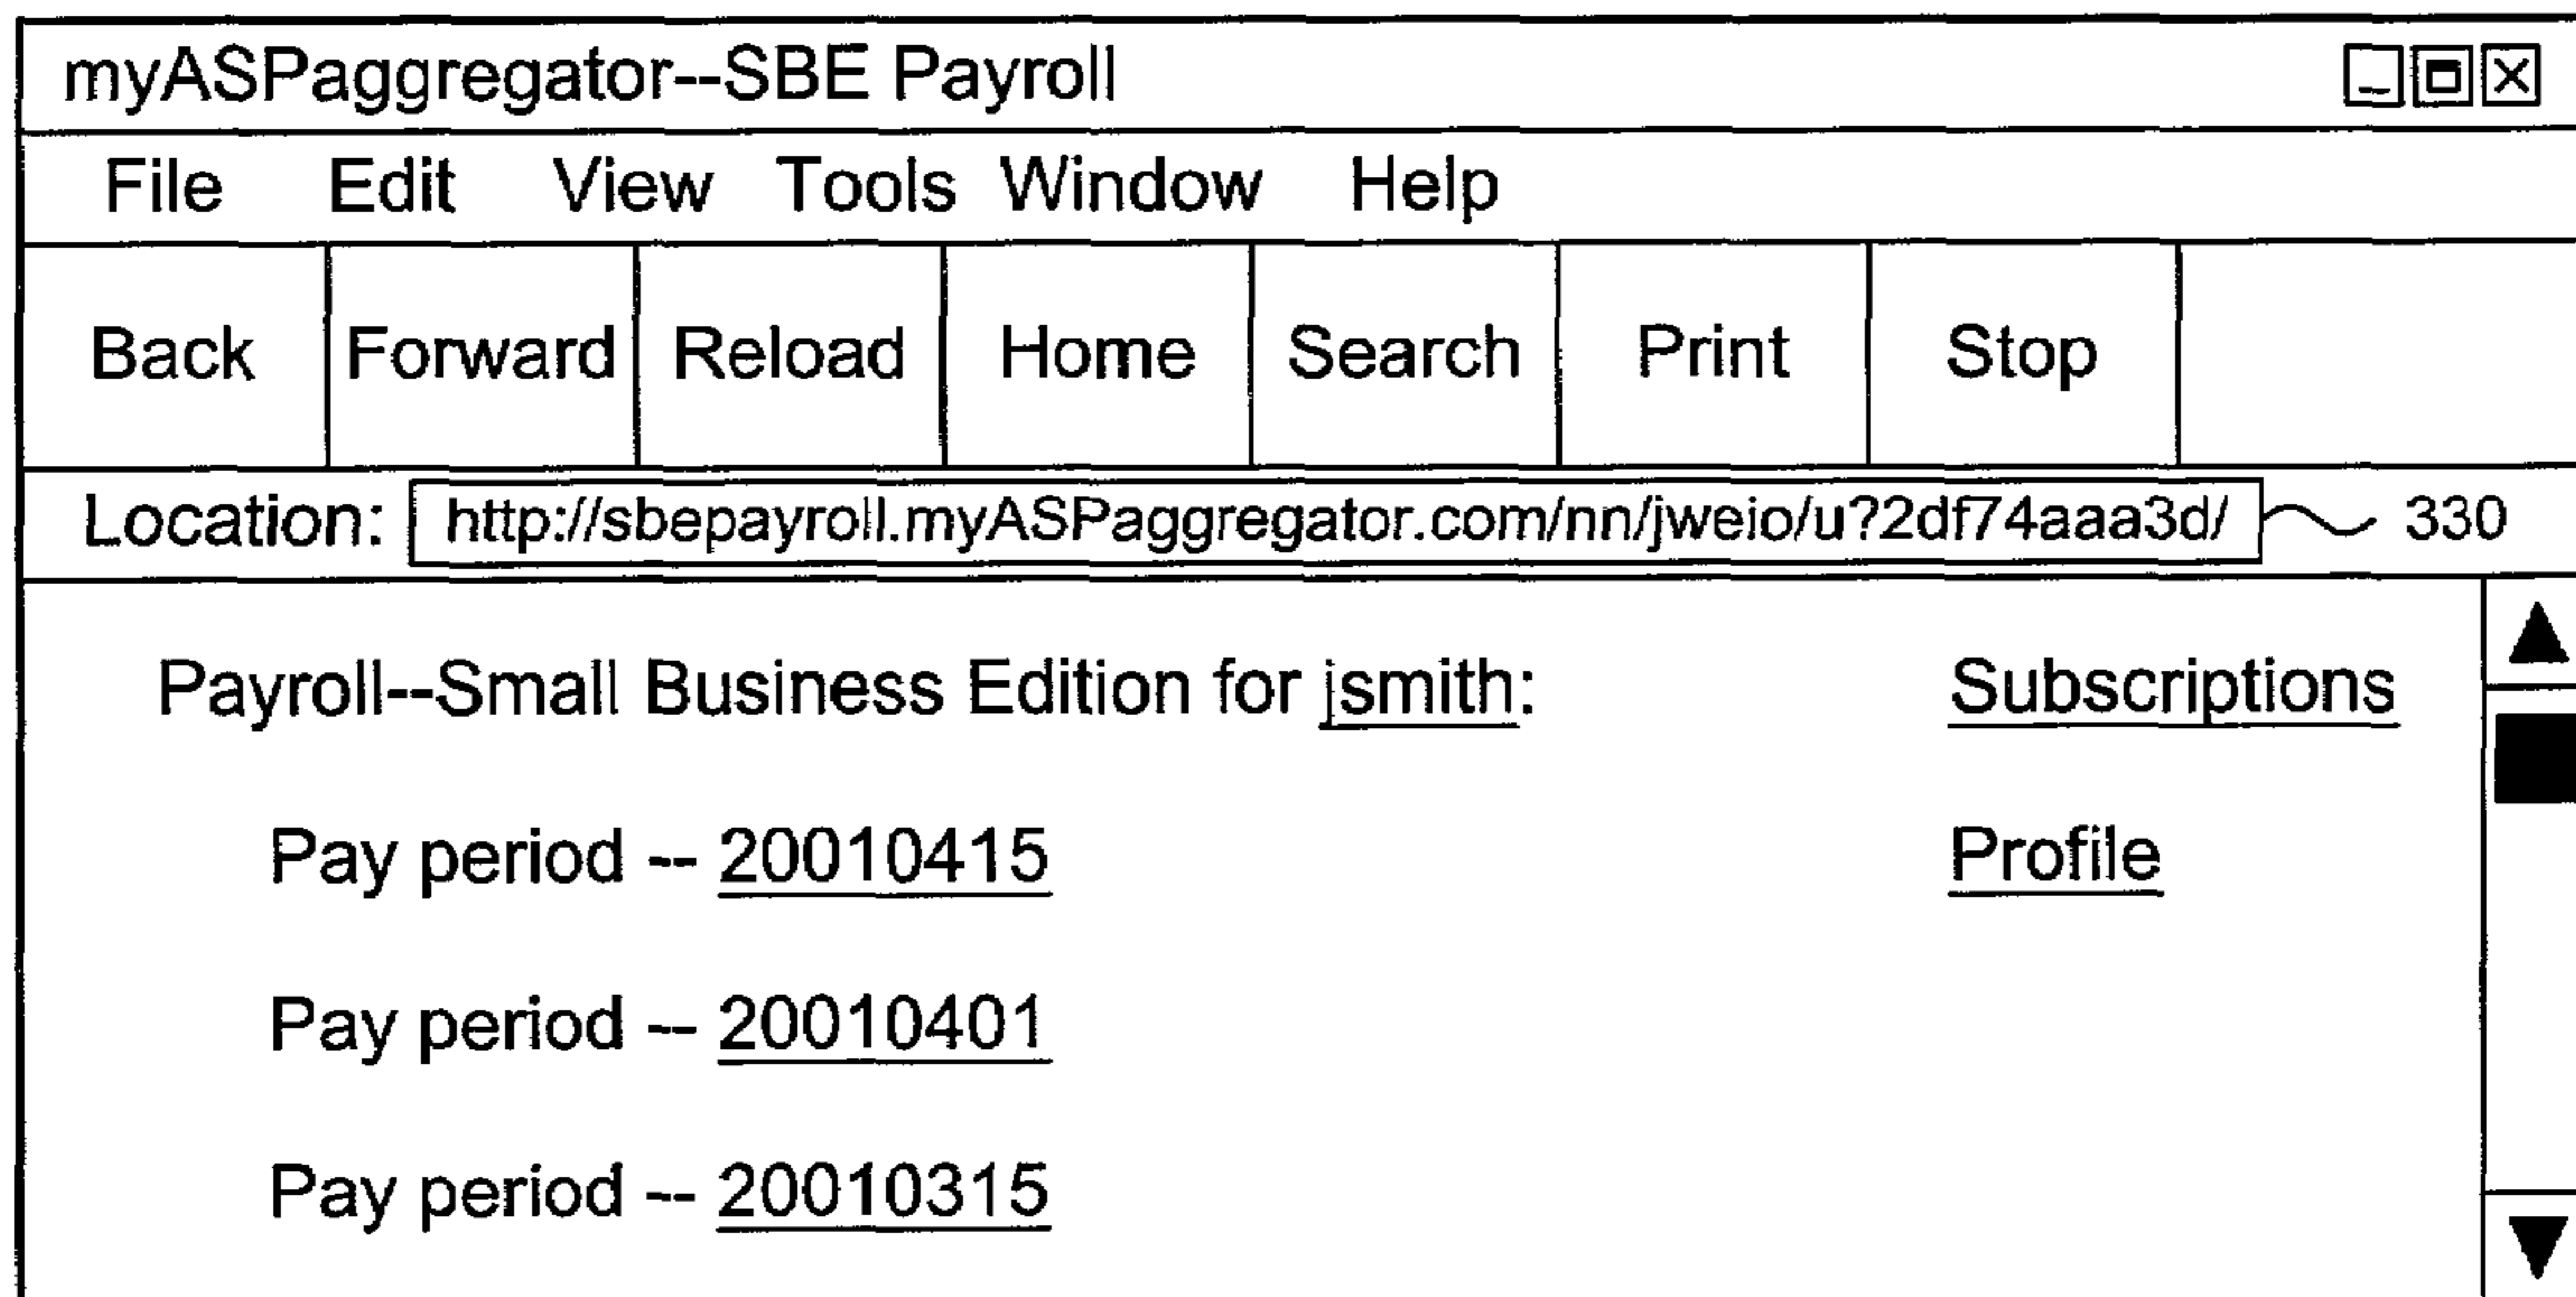 myASPaggregator--SBE Payroll
File Edit View Tools Window Help
Back Forward Reload Home Search Print Stop
Location: http://sbepayroll.myASPaggregator.com/nn/jweio/u?2df74aaa3d/ 330
Payroll--Small Business Edition for jsmith: Subscriptions
Pay period -- 20010415 Profile
Pay period -- 20010401
Pay period -- 20010315